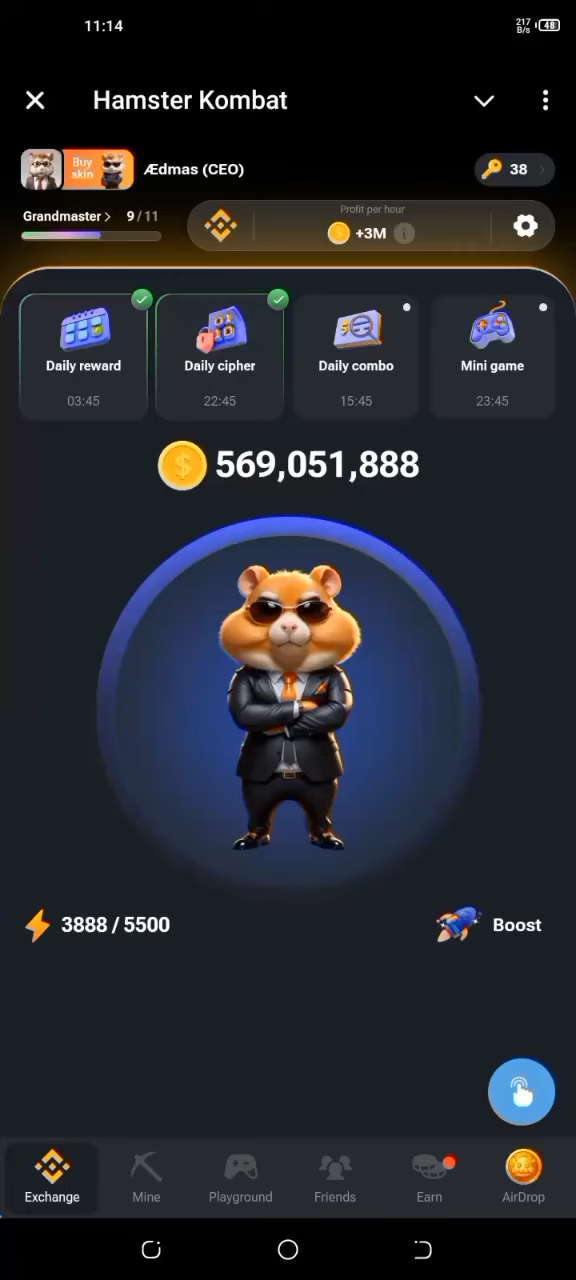 11:14
217
B/s
48
Hamster Kombat
Buy
skin
Ædmas (CEO)
38
Grandmaster
9 / 11
Profit per hour
+3M
Daily reward
03:45
Daily cipher
22:45
Daily combo
15:45
Mini game
23:45
569,051,888
3888 / 5500
Boost
Exchange
Mine
Playground
Friends
Earn
AirDrop